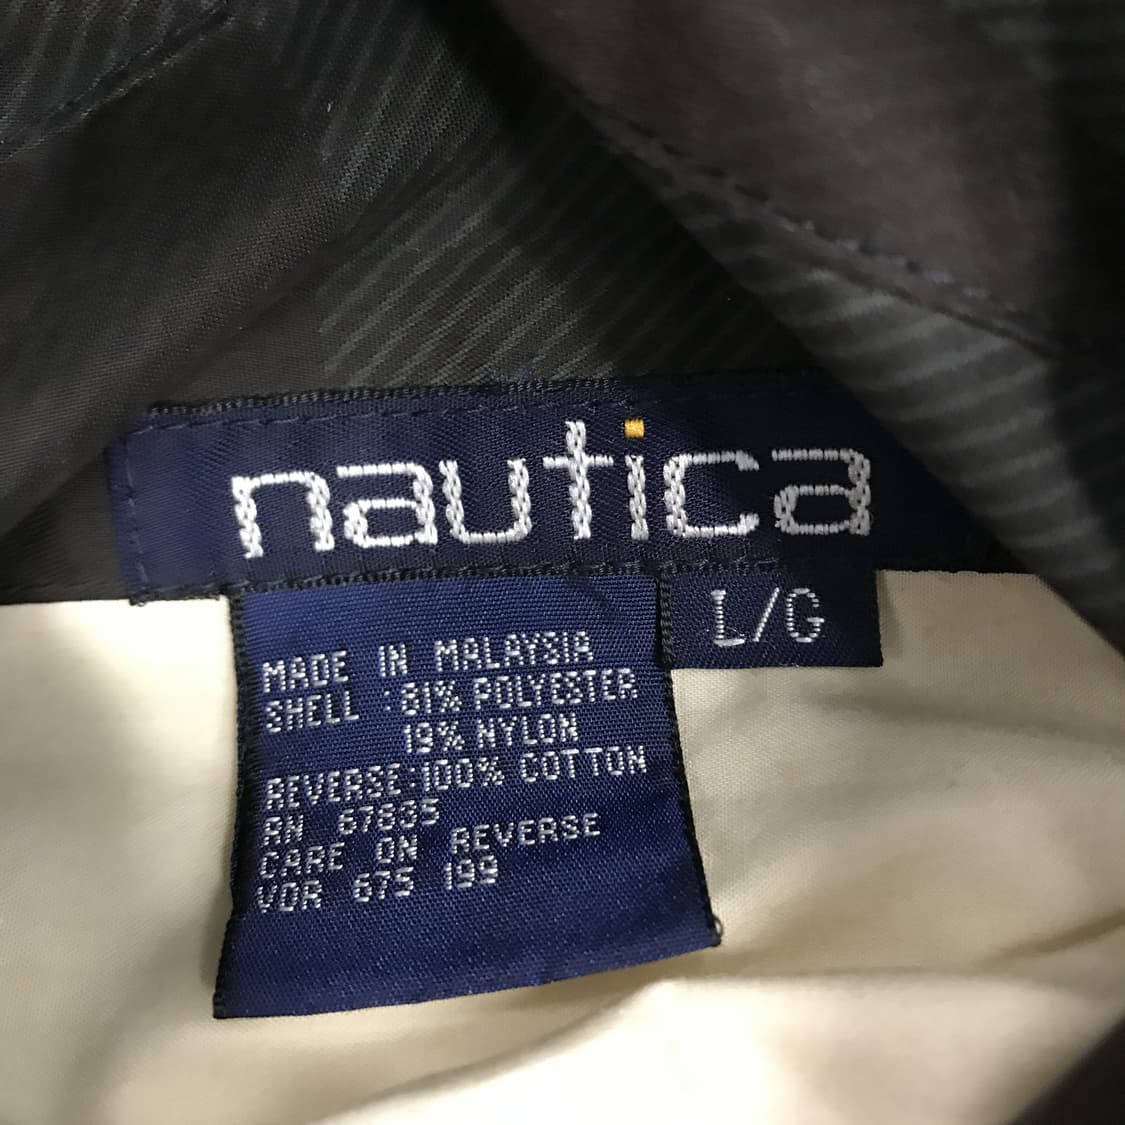 nautica
L/G
MADE IN MALAYSIA
SHELL :81% POLYESTER
19% NYLON
REVERSE:100% COTTON
RN 67835
CARE ON REVERSE
VDR 675 199